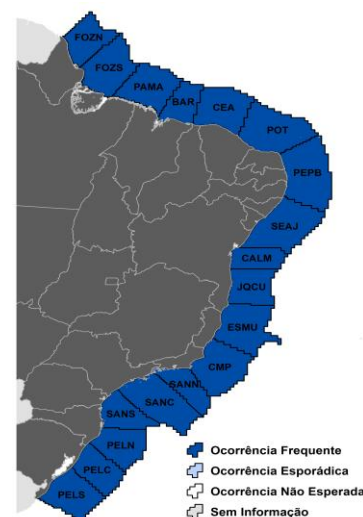 FOZN
FOZS
PAMA
BAR
CEA
POT
PEPB
SEAJ
CALM
JQCU
ESMU
CMP
SANN
SANC
SANS
PELN
PELC
PELS
Ocorrência Frequente
Ocorrência Esporádica
Ocorrência Não Esperada
Sem Informação